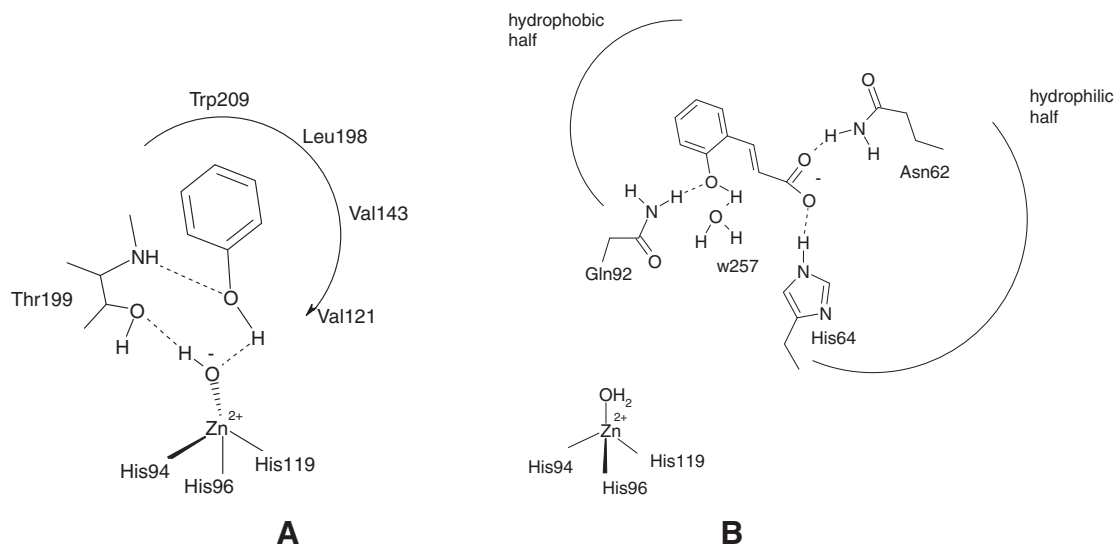 Trp209
Leu198
Val143
Val121
NH
Thr199
O
H
O
H
H
-
O
Zn
2+
His94
His96
His119
A
hydrophobic
half
hydrophilic
half
O
H
N
H
Asn62
O
-
O
H
N
N
His64
O
H
H
H
N
O
Gln92
O
H
H
w257
OH2
2+
Zn
His94
His96
His119
B